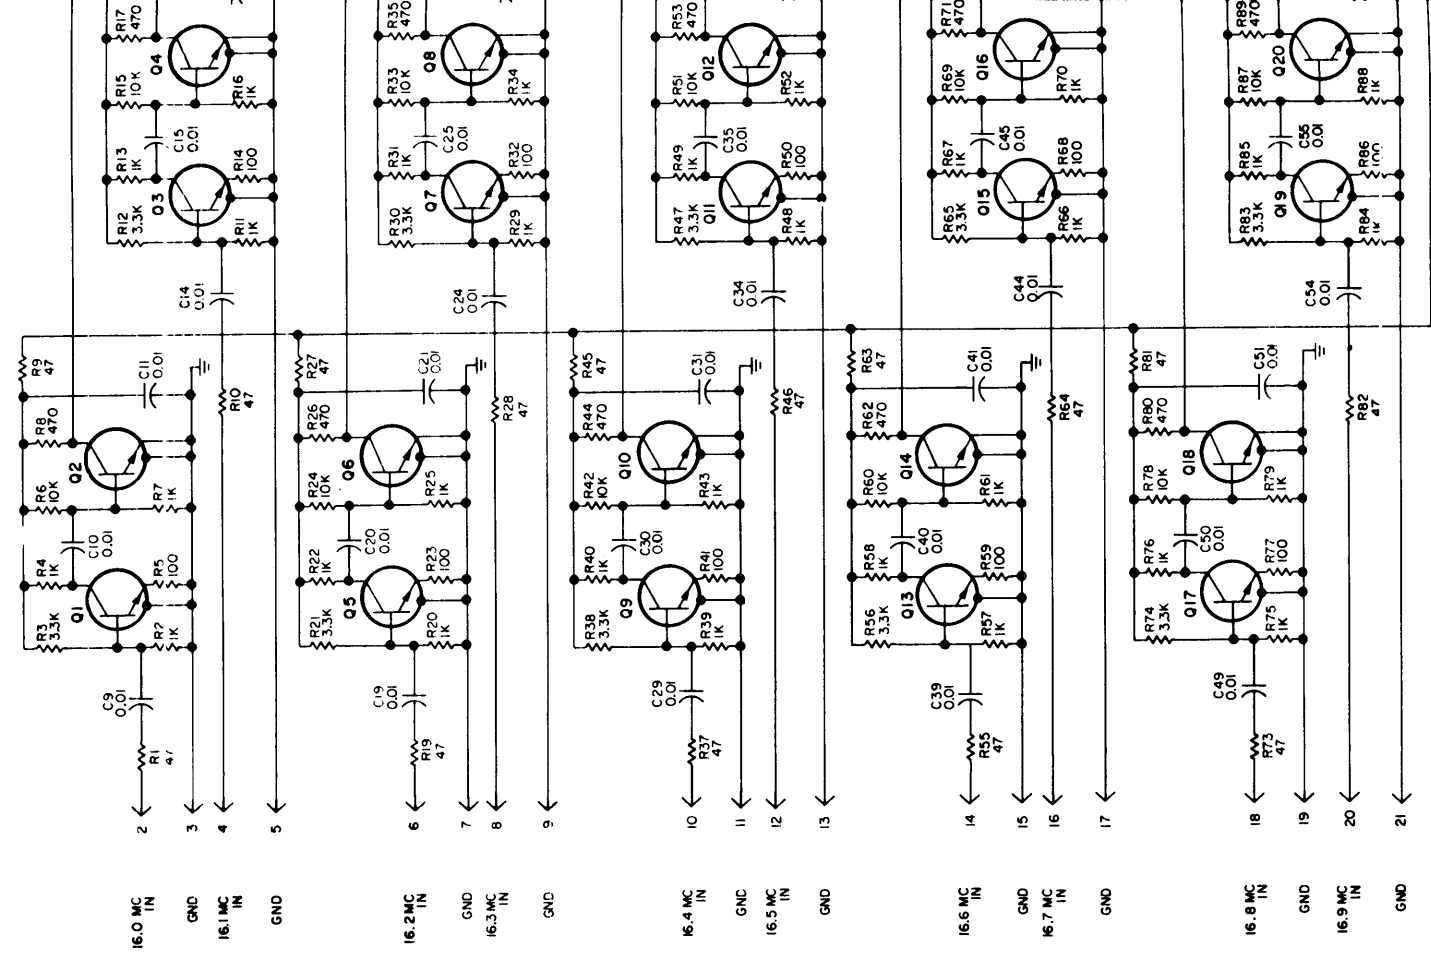 R17
470
Q4
R15
10K
R16
1K
C15
0.01
R13
1K
R14
100
Q3
R12
3.3K
R11
1K
C14
0.01
R9
47
C11
0.01
R10
47
R8
470
Q2
R6
10K
R7
1K
C10
0.01
R4
1K
R5
100
Q1
R3
3.3K
R2
1K
C9
0.01
R1
2
3
4
5
16.0 MC
IN
GND
16.1 MC
IN
GND
R35
470
Q8
R33
10K
R34
1K
C25
0.01
R31
1K
R32
100
Q7
R30
3.3K
R29
1K
C24
0.01
R27
47
C21
0.01
R28
47
R26
470
Q6
R24
10K
R25
1K
C20
0.01
R22
1K
R23
100
Q5
R21
3.3K
R20
1K
C19
0.01
R19
47
6
7
8
9
16.2 MC
IN
GND
16.3 MC
IN
GND
R53
470
Q12
R51
10K
R52
1K
C35
0.01
R49
1K
R50
100
Q11
R47
3.3K
R48
1K
C34
0.01
R45
47
C31
0.01
R46
47
R44
470
Q10
R42
10K
R43
1K
C30
0.01
R40
1K
R41
100
Q9
R38
3.3K
R39
1K
C29
0.01
R37
47
10
11
12
13
16.4 MC
IN
GND
16.5 MC
IN
GND
R71
470
Q16
R69
10K
R70
1K
C45
0.01
R67
1K
R68
100
Q15
R65
3.3K
R66
1K
C44
0.01
R63
47
C41
0.01
R64
47
R62
470
Q14
R60
10K
R61
1K
C40
0.01
R58
1K
R59
100
Q13
R56
3.3K
R57
1K
C39
0.01
R55
47
14
15
16
17
16.6 MC
IN
GND
16.7 MC
IN
GND
R89
470
Q20
R87
10K
R88
1K
C55
0.01
R85
1K
R86
100
Q19
R83
3.3K
R84
1K
C54
0.01
R81
47
C51
0.01
R82
47
R80
470
Q18
R78
10K
R79
1K
C50
0.01
R76
1K
R77
100
Q17
R74
3.3K
R75
1K
C49
0.01
R73
47
18
19
20
21
16.8 MC
IN
GND
16.9 MC
IN
GND